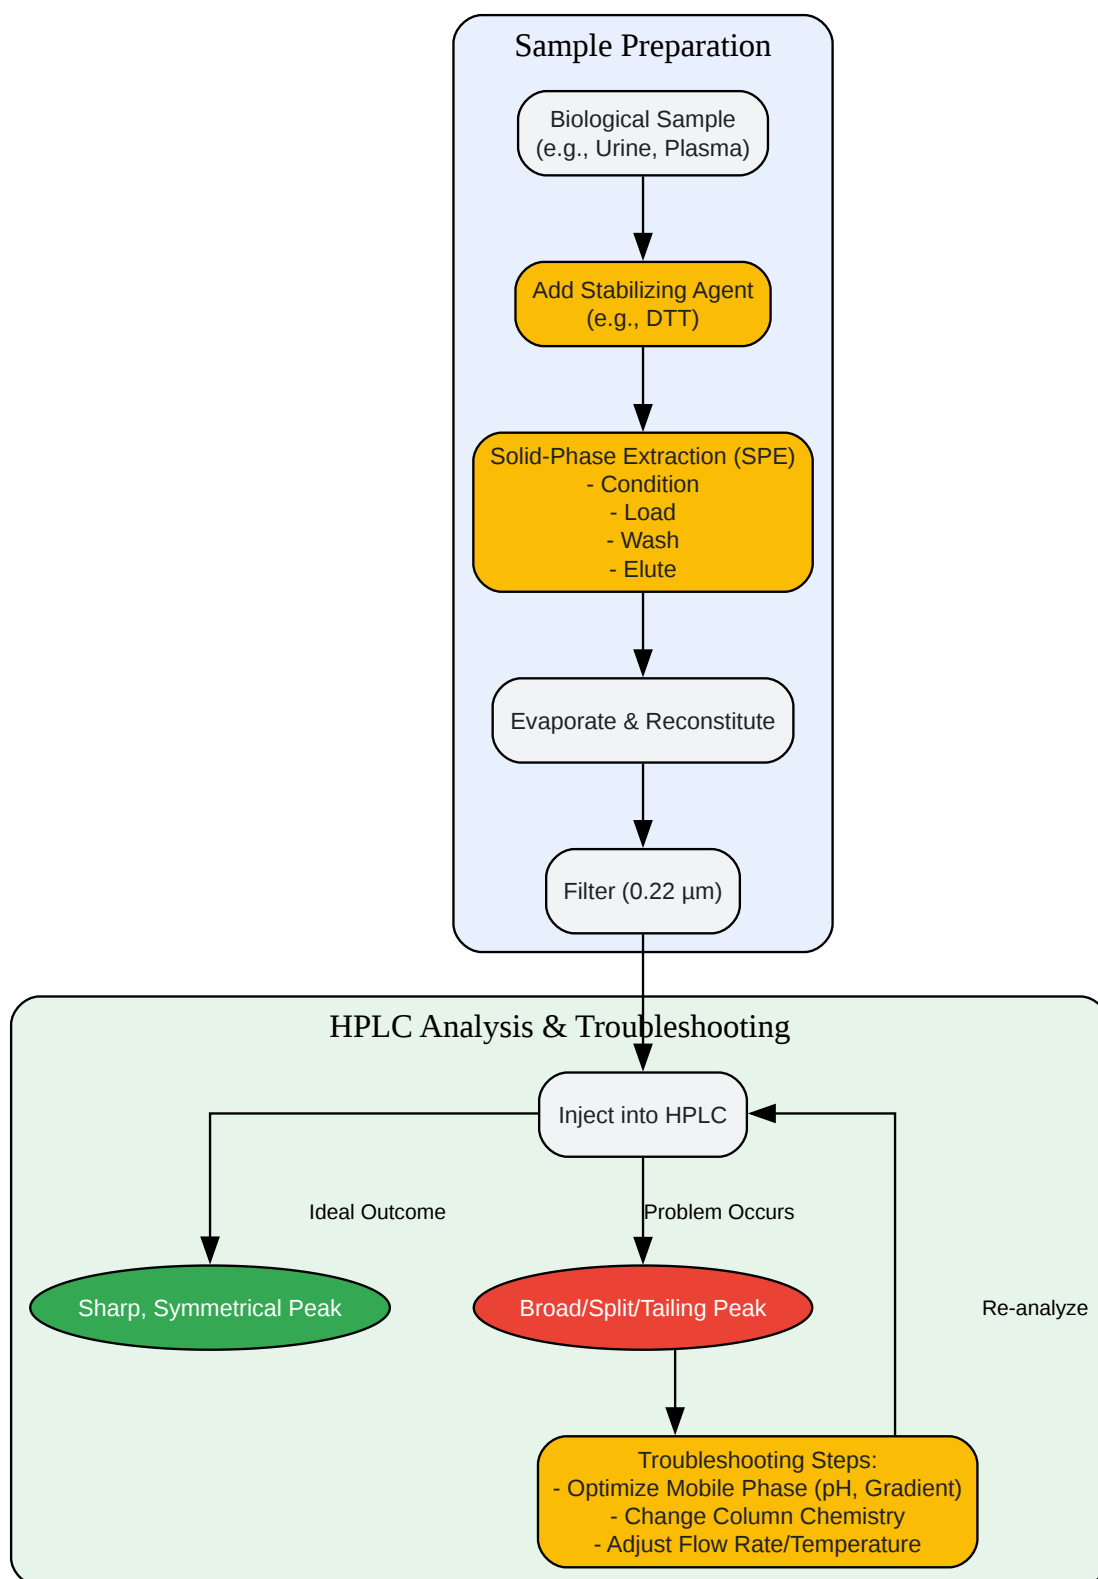 Sample Preparation
Biological Sample
(e.g., Urine, Plasma)
Add Stabilizing Agent
(e.g., DTT)
Solid-Phase Extraction (SPE)
- Condition
- Load
- Wash
- Elute
Evaporate & Reconstitute
Filter (0.22 µm)
HPLC Analysis & Troubleshooting
Inject into HPLC
Ideal Outcome
Problem Occurs
Sharp, Symmetrical Peak
Broad/Split/Tailing Peak
Re-analyze
Troubleshooting Steps:
- Optimize Mobile Phase (pH, Gradient)
- Change Column Chemistry
- Adjust Flow Rate/Temperature